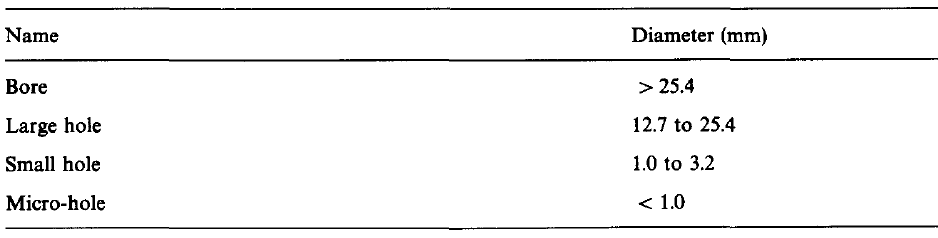 Name Diameter (mm)
Bore > 25.4
Large hole 12.7 to 25.4
Small hole 1.0 to 3.2
Micro-hole < 1.0